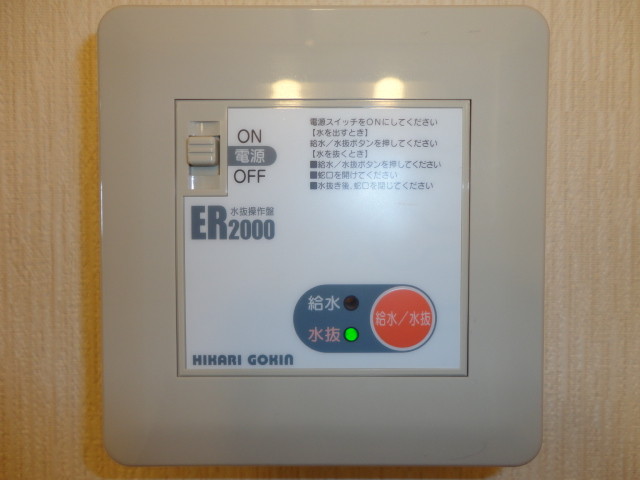 ON
電源
OFF
電源スイッチをONにしてください
【水を出すとき】
給水／水抜ボタンを押してください
【水を抜くとき】
■給水／水抜ボタンを押してください
■蛇口を開けてください
■水抜き後、蛇口を閉じてください
水抜操作盤
ER2000
給水
水抜
給水／水抜
HIKARI GOKIN